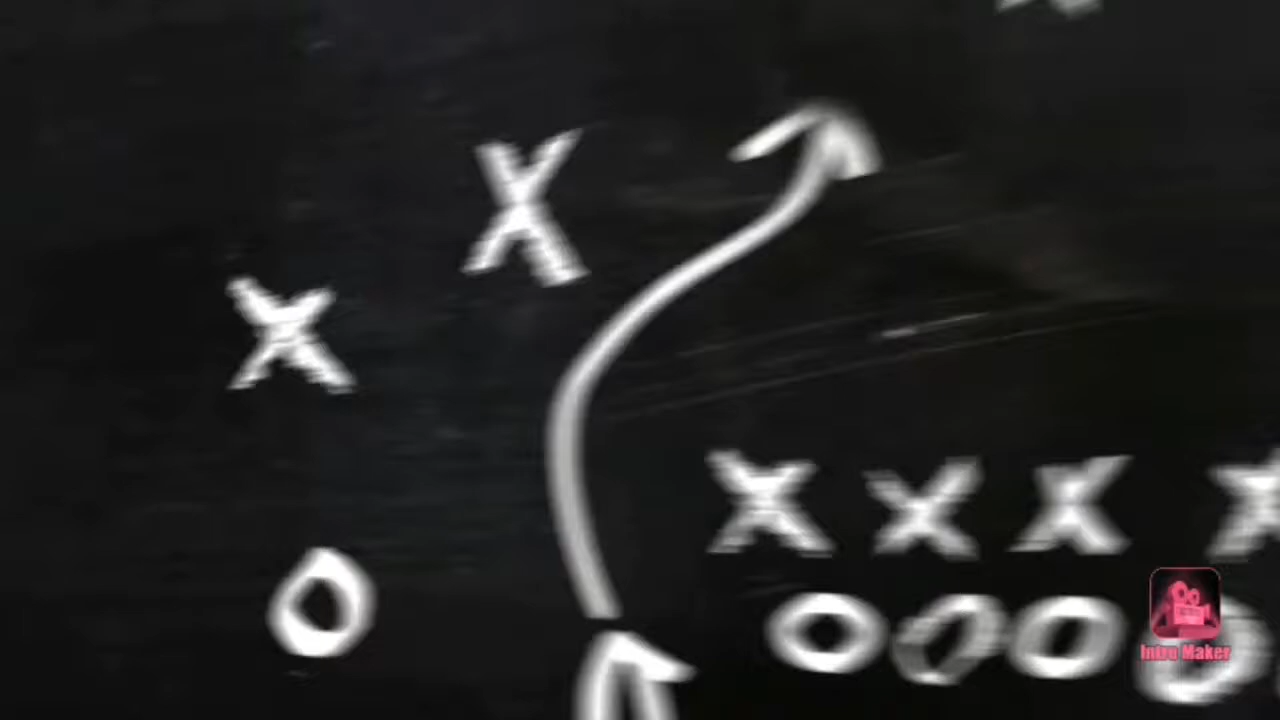 X
X
X X X X
O O O O O
Intro Maker